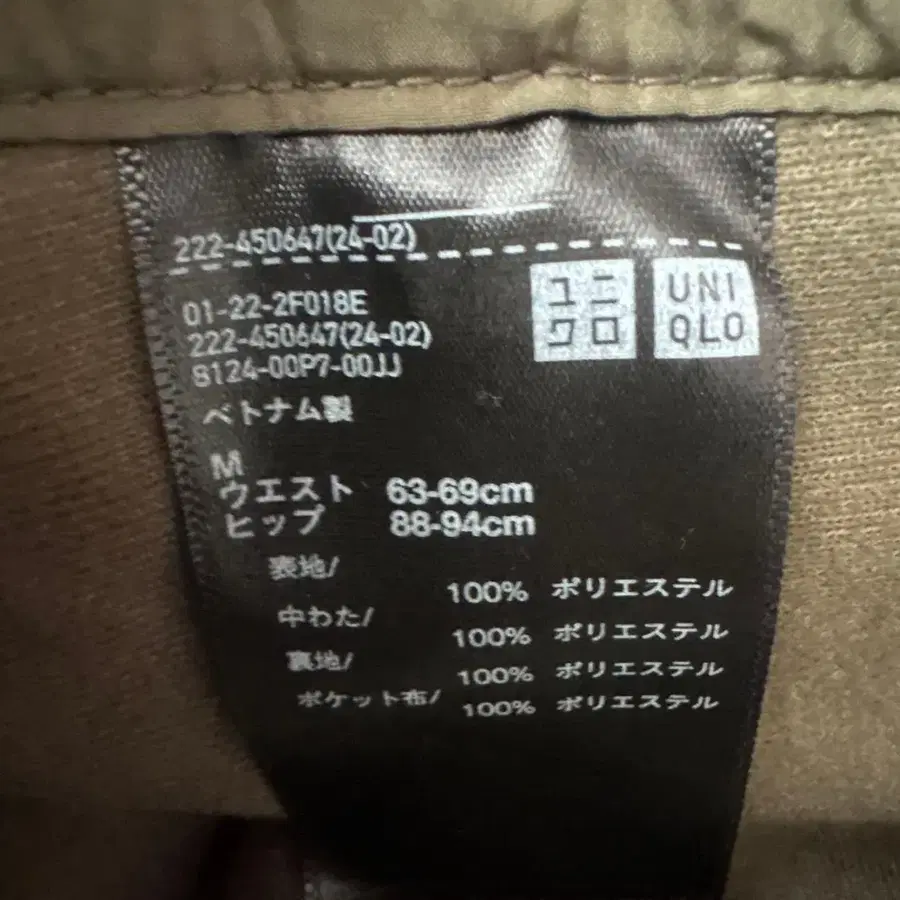 222-450647(24-02)
ユニ
クロ
UNI
QLO
01-22-2F018E
222-450647(24-02)
8124-00P7-00JJ
ベトナム製
M
ウエスト 63-69cm
ヒップ 88-94cm
表地/
100% ポリエステル
中わた/
100% ポリエステル
裏地/
100% ポリエステル
ポケット布/
100% ポリエステル